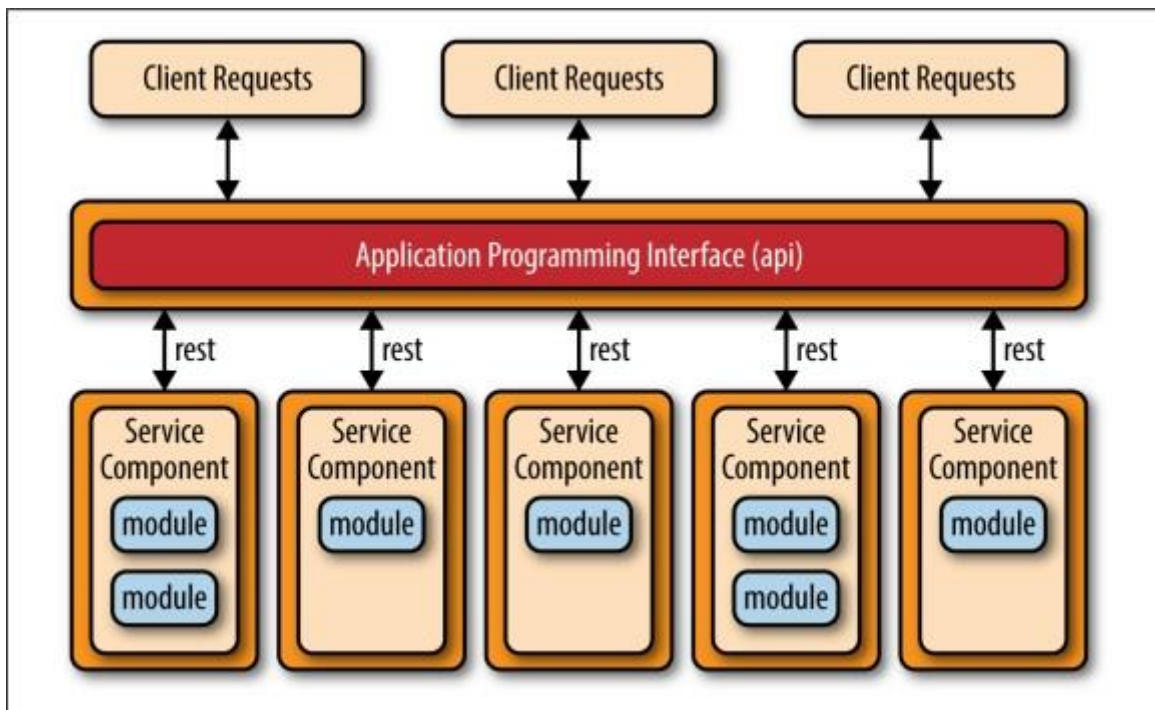 Client Requests
Client Requests
Client Requests
Application Programming Interface (api)
rest
rest
rest
rest
rest
Service
Component
module
module
Service
Component
module
Service
Component
module
Service
Component
module
module
Service
Component
module